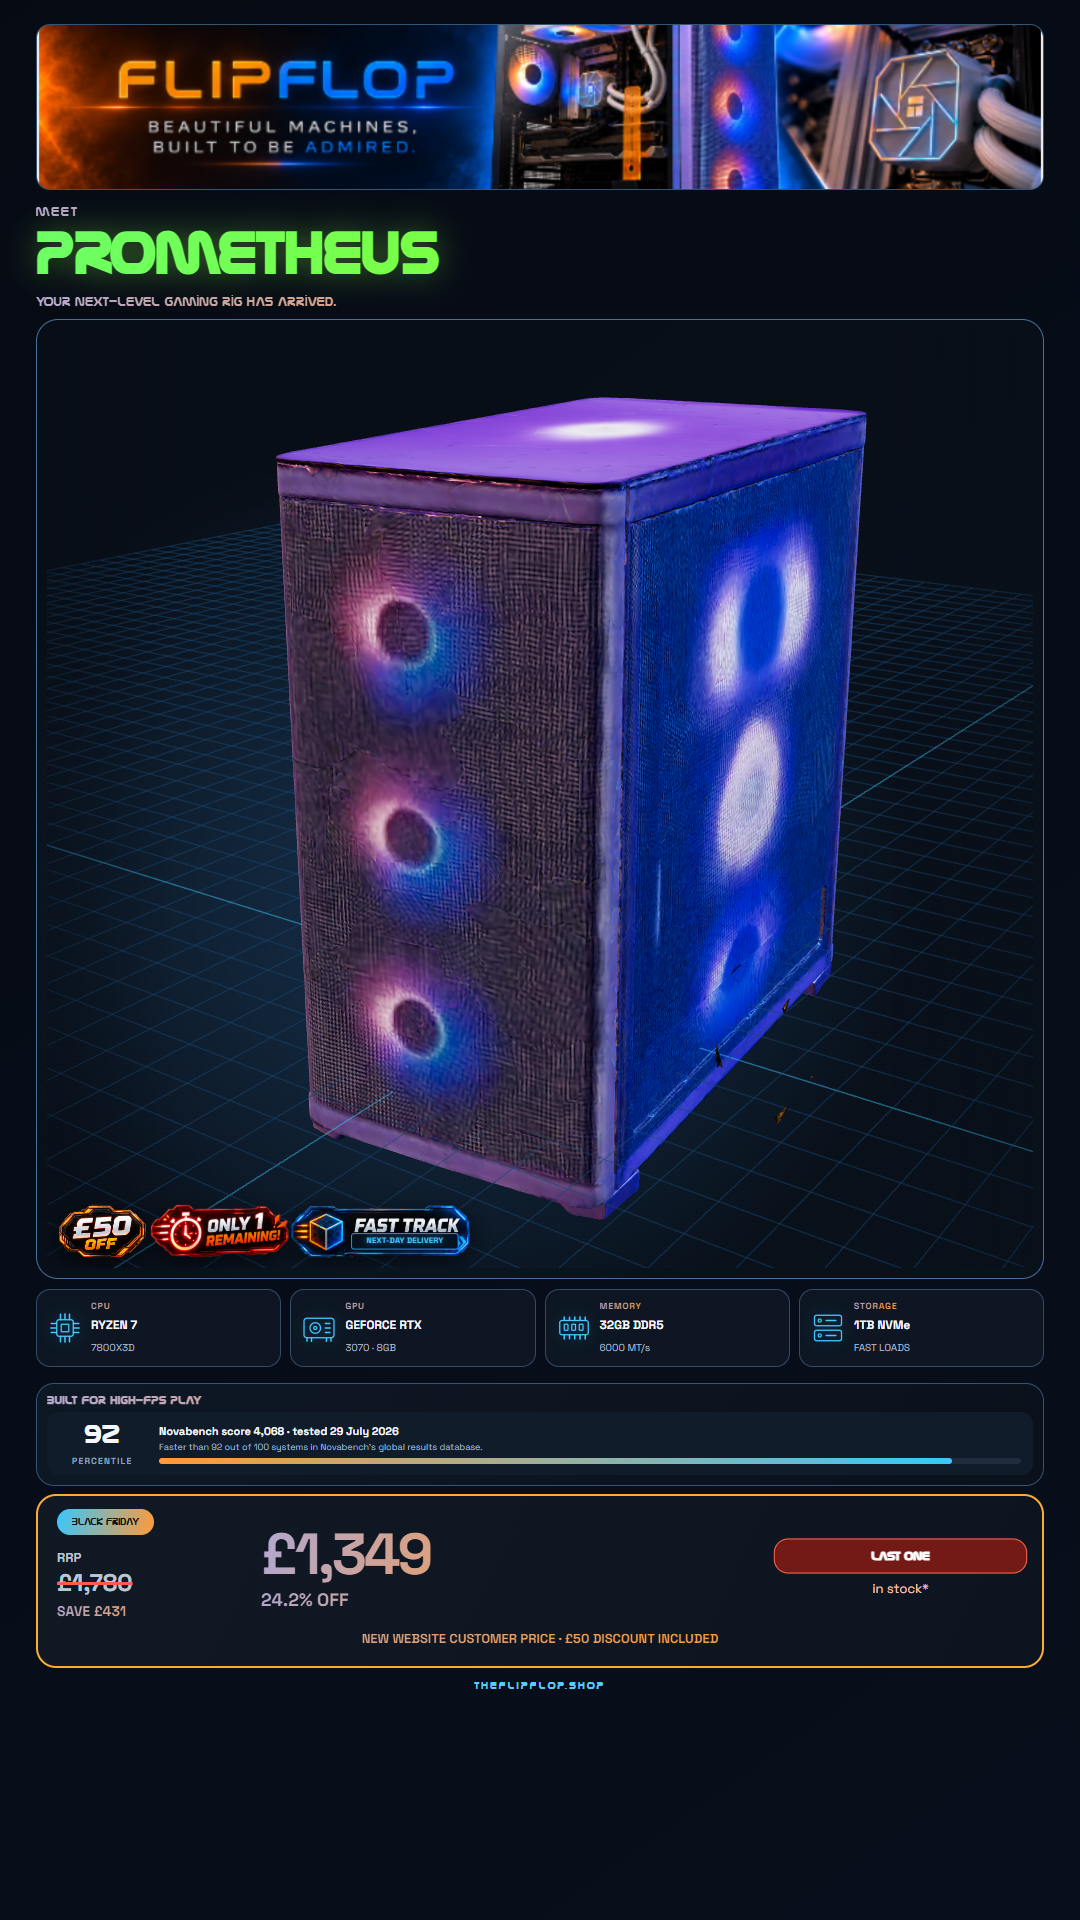 FLIPFLOP
BEAUTIFUL MACHINES,
BUILT TO BE ADMIRED.
MEET
PROMETHEUS
YOUR NEXT-LEVEL GAMING RIG HAS ARRIVED.
£50 OFF
ONLY 1 REMAINING!
FAST TRACK
NEXT-DAY DELIVERY
CPU
RYZEN 7
7800X3D
GPU
GEFORCE RTX
3070 · 8GB
MEMORY
32GB DDR5
6000 MT/s
STORAGE
1TB NVMe
FAST LOADS
BUILT FOR HIGH-FPS PLAY
92
PERCENTILE
Novabench score 4,068 · tested 29 July 2026
Faster than 92 out of 100 systems in Novabench's global results database.
BLACK FRIDAY
RRP
£1,780
SAVE £431
£1,349
24.2% OFF
LAST ONE
in stock*
NEW WEBSITE CUSTOMER PRICE · £50 DISCOUNT INCLUDED
THEFLIPFLOP.SHOP